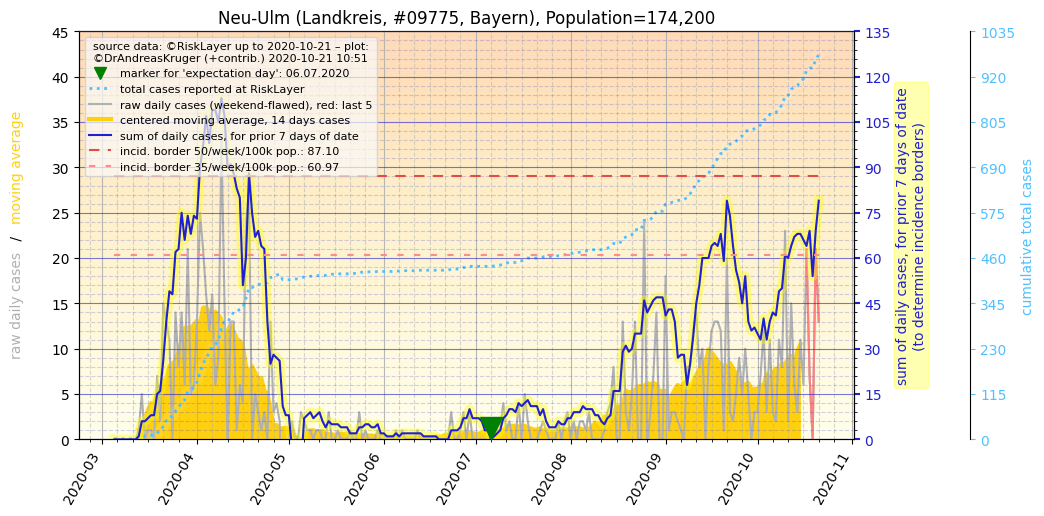 Neu-Ulm (Landkreis, #09775, Bayern), Population=174,200
source data: ©RiskLayer up to 2020-10-21 – plot:
©DrAndreasKruger (+contrib.) 2020-10-21 10:51
marker for 'expectation day': 06.07.2020
total cases reported at RiskLayer
raw daily cases (weekend-flawed), red: last 5
centered moving average, 14 days cases
sum of daily cases, for prior 7 days of date
incid. border 50/week/100k pop.: 87.10
incid. border 35/week/100k pop.: 60.97
raw daily cases / moving average
45
40
35
30
25
20
15
10
5
0
135
120
105
90
75
60
45
30
15
0
sum of daily cases, for prior 7 days of date
(to determine incidence borders)
1035
920
805
690
575
460
345
230
115
0
cumulative total cases
2020-03
2020-04
2020-05
2020-06
2020-07
2020-08
2020-09
2020-10
2020-11